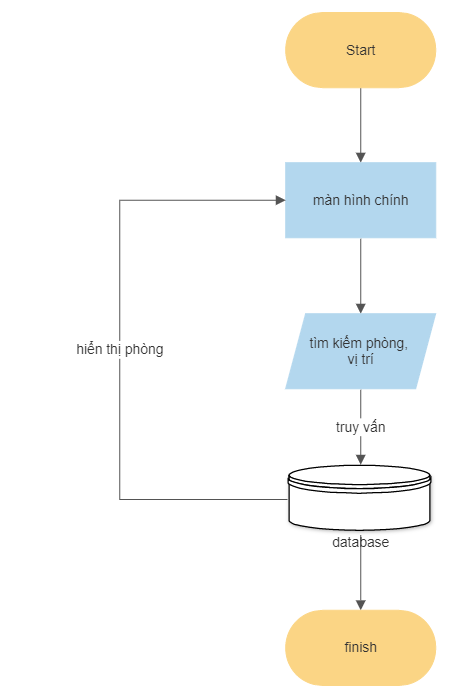 Start
màn hình chính
tìm kiếm phòng,
vị trí
hiển thị phòng
truy vấn
database
finish